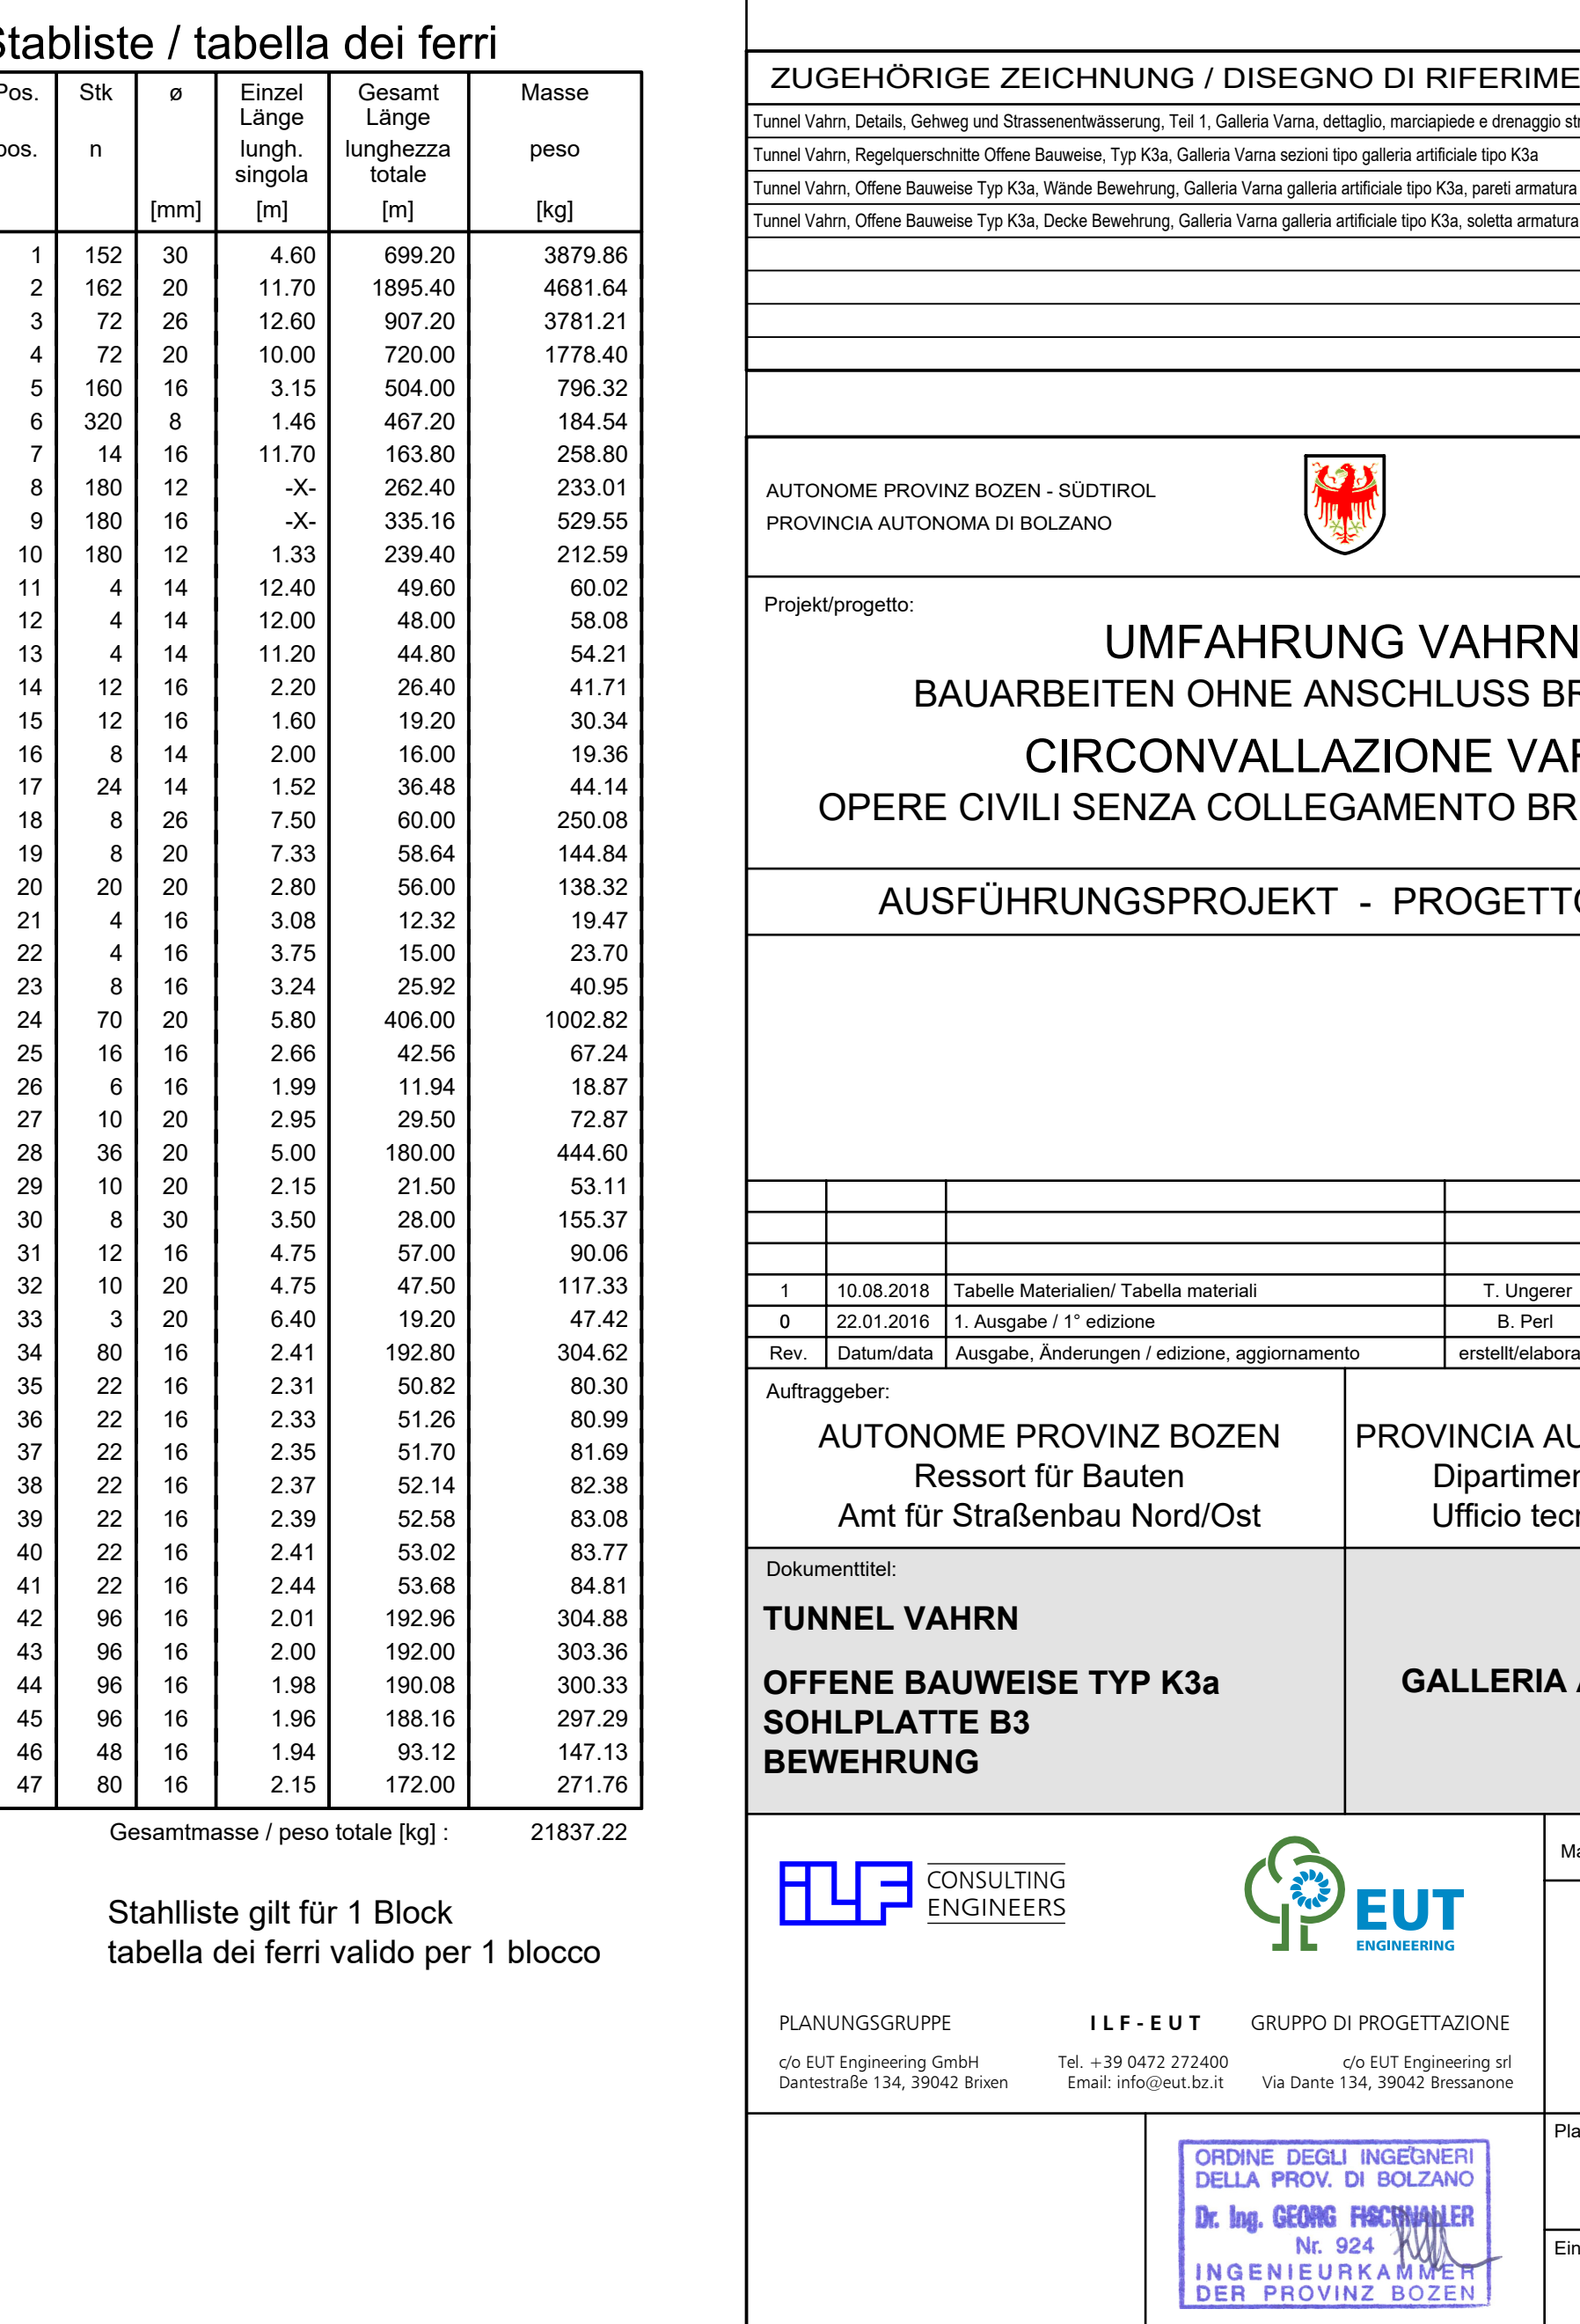 Stabliste / tabella dei ferri
Pos. Stk ø Einzel Länge Gesamt Länge Masse
pos. n lungh. singola lunghezza totale peso
[mm] [m] [m] [kg]
1 152 30 4.60 699.20 3879.86
2 162 20 11.70 1895.40 4681.64
3 72 26 12.60 907.20 3781.21
4 72 20 10.00 720.00 1778.40
5 160 16 3.15 504.00 796.32
6 320 8 1.46 467.20 184.54
7 14 16 11.70 163.80 258.80
8 180 12 -X- 262.40 233.01
9 180 16 -X- 335.16 529.55
10 180 12 1.33 239.40 212.59
11 4 14 12.40 49.60 60.02
12 4 14 12.00 48.00 58.08
13 4 14 11.20 44.80 54.21
14 12 16 2.20 26.40 41.71
15 12 16 1.60 19.20 30.34
16 8 14 2.00 16.00 19.36
17 24 14 1.52 36.48 44.14
18 8 26 7.50 60.00 250.08
19 8 20 7.33 58.64 144.84
20 20 20 2.80 56.00 138.32
21 4 16 3.08 12.32 19.47
22 4 16 3.75 15.00 23.70
23 8 16 3.24 25.92 40.95
24 70 20 5.80 406.00 1002.82
25 16 16 2.66 42.56 67.24
26 6 16 1.99 11.94 18.87
27 10 20 2.95 29.50 72.87
28 36 20 5.00 180.00 444.60
29 10 20 2.15 21.50 53.11
30 8 30 3.50 28.00 155.37
31 12 16 4.75 57.00 90.06
32 10 20 4.75 47.50 117.33
33 3 20 6.40 19.20 47.42
34 80 16 2.41 192.80 304.62
35 22 16 2.31 50.82 80.30
36 22 16 2.33 51.26 80.99
37 22 16 2.35 51.70 81.69
38 22 16 2.37 52.14 82.38
39 22 16 2.39 52.58 83.08
40 22 16 2.41 53.02 83.77
41 22 16 2.44 53.68 84.81
42 96 16 2.01 192.96 304.88
43 96 16 2.00 192.00 303.36
44 96 16 1.98 190.08 300.33
45 96 16 1.96 188.16 297.29
46 48 16 1.94 93.12 147.13
47 80 16 2.15 172.00 271.76
Gesamtmasse / peso totale [kg] : 21837.22
Stahlliste gilt für 1 Block
tabella dei ferri valido per 1 blocco
ZUGEHÖRIGE ZEICHNUNG / DISEGNO DI RIFERIME
Tunnel Vahrn, Details, Gehweg und Strassenentwässerung, Teil 1, Galleria Varna, dettaglio, marciapiede e drenaggio str
Tunnel Vahrn, Regelquerschnitte Offene Bauweise, Typ K3a, Galleria Varna sezioni tipo galleria artificiale tipo K3a
Tunnel Vahrn, Offene Bauweise Typ K3a, Wände Bewehrung, Galleria Varna galleria artificiale tipo K3a, pareti armatura
Tunnel Vahrn, Offene Bauweise Typ K3a, Decke Bewehrung, Galleria Varna galleria artificiale tipo K3a, soletta armatura
AUTONOME PROVINZ BOZEN - SÜDTIROL
PROVINCIA AUTONOMA DI BOLZANO
Projekt/progetto:
UMFAHRUNG VAHRN
BAUARBEITEN OHNE ANSCHLUSS BR
CIRCONVALLAZIONE VAR
OPERE CIVILI SENZA COLLEGAMENTO BR
AUSFÜHRUNGSPROJEKT - PROGETTO
1 10.08.2018 Tabelle Materialien/ Tabella materiali T. Ungerer
0 22.01.2016 1. Ausgabe / 1° edizione B. Perl
Rev. Datum/data Ausgabe, Änderungen / edizione, aggiornamento erstellt/elabora
Auftraggeber:
AUTONOME PROVINZ BOZEN
Ressort für Bauten
Amt für Straßenbau Nord/Ost
PROVINCIA AU
Dipartimen
Ufficio tecn
Dokumenttitel:
TUNNEL VAHRN
OFFENE BAUWEISE TYP K3a
SOHLPLATTE B3
BEWEHRUNG
GALLERIA A
iLF CONSULTING
ENGINEERS
EUT
ENGINEERING
Ma
PLANUNGSGRUPPE ILF-EUT GRUPPO DI PROGETTAZIONE
c/o EUT Engineering GmbH Tel. +39 0472 272400 c/o EUT Engineering srl
Dantestraße 134, 39042 Brixen Email: info@eut.bz.it Via Dante 134, 39042 Bressanone
Pla
Ein
ORDINE DEGLI INGEGNERI
DELLA PROV. DI BOLZANO
Dr. Ing. GEORG FISCHNALLER
Nr. 924
INGENIEURKAMMER
DER PROVINZ BOZEN